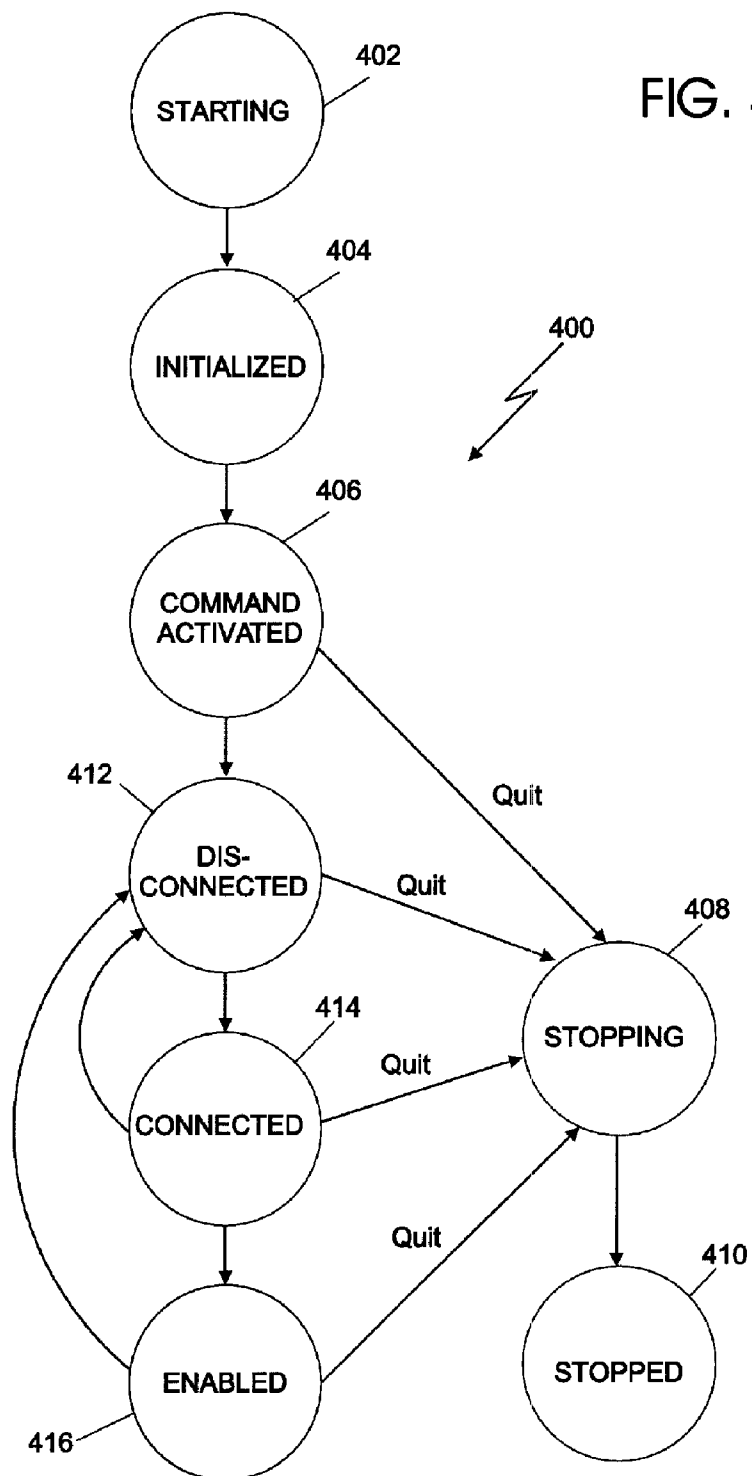 402
FIG.
STARTING
404
INITIALIZED
400
406
COMMAND
ACTIVATED
412
Quit
DIS-
CONNECTED
Quit
408
414
STOPPING
Quit
CONNECTED
Quit
410
ENABLED
STOPPED
416